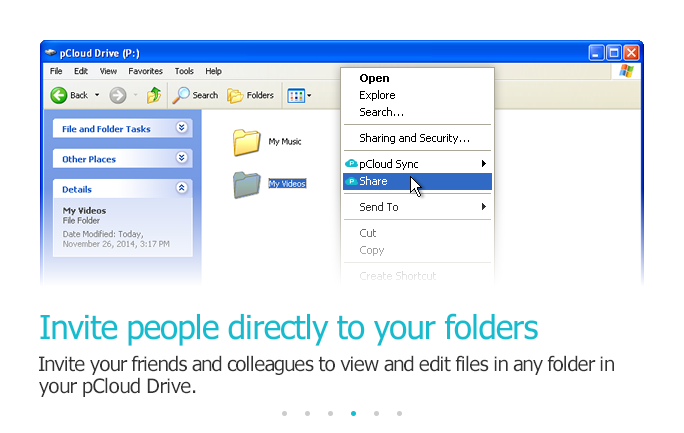 pCloud Drive (P:)
File Edit View Favorites Tools Help
Back Search Folders
File and Folder Tasks
Other Places
Details
My Videos
File Folder
Date Modified: Today,
November 26, 2014, 3:17 PM
My Music
My Videos
Open
Explore
Search...
Sharing and Security...
pCloud Sync
Share
Send To
Cut
Copy
Create Shortcut
Invite people directly to your folders
Invite your friends and colleagues to view and edit files in any folder in
your pCloud Drive.